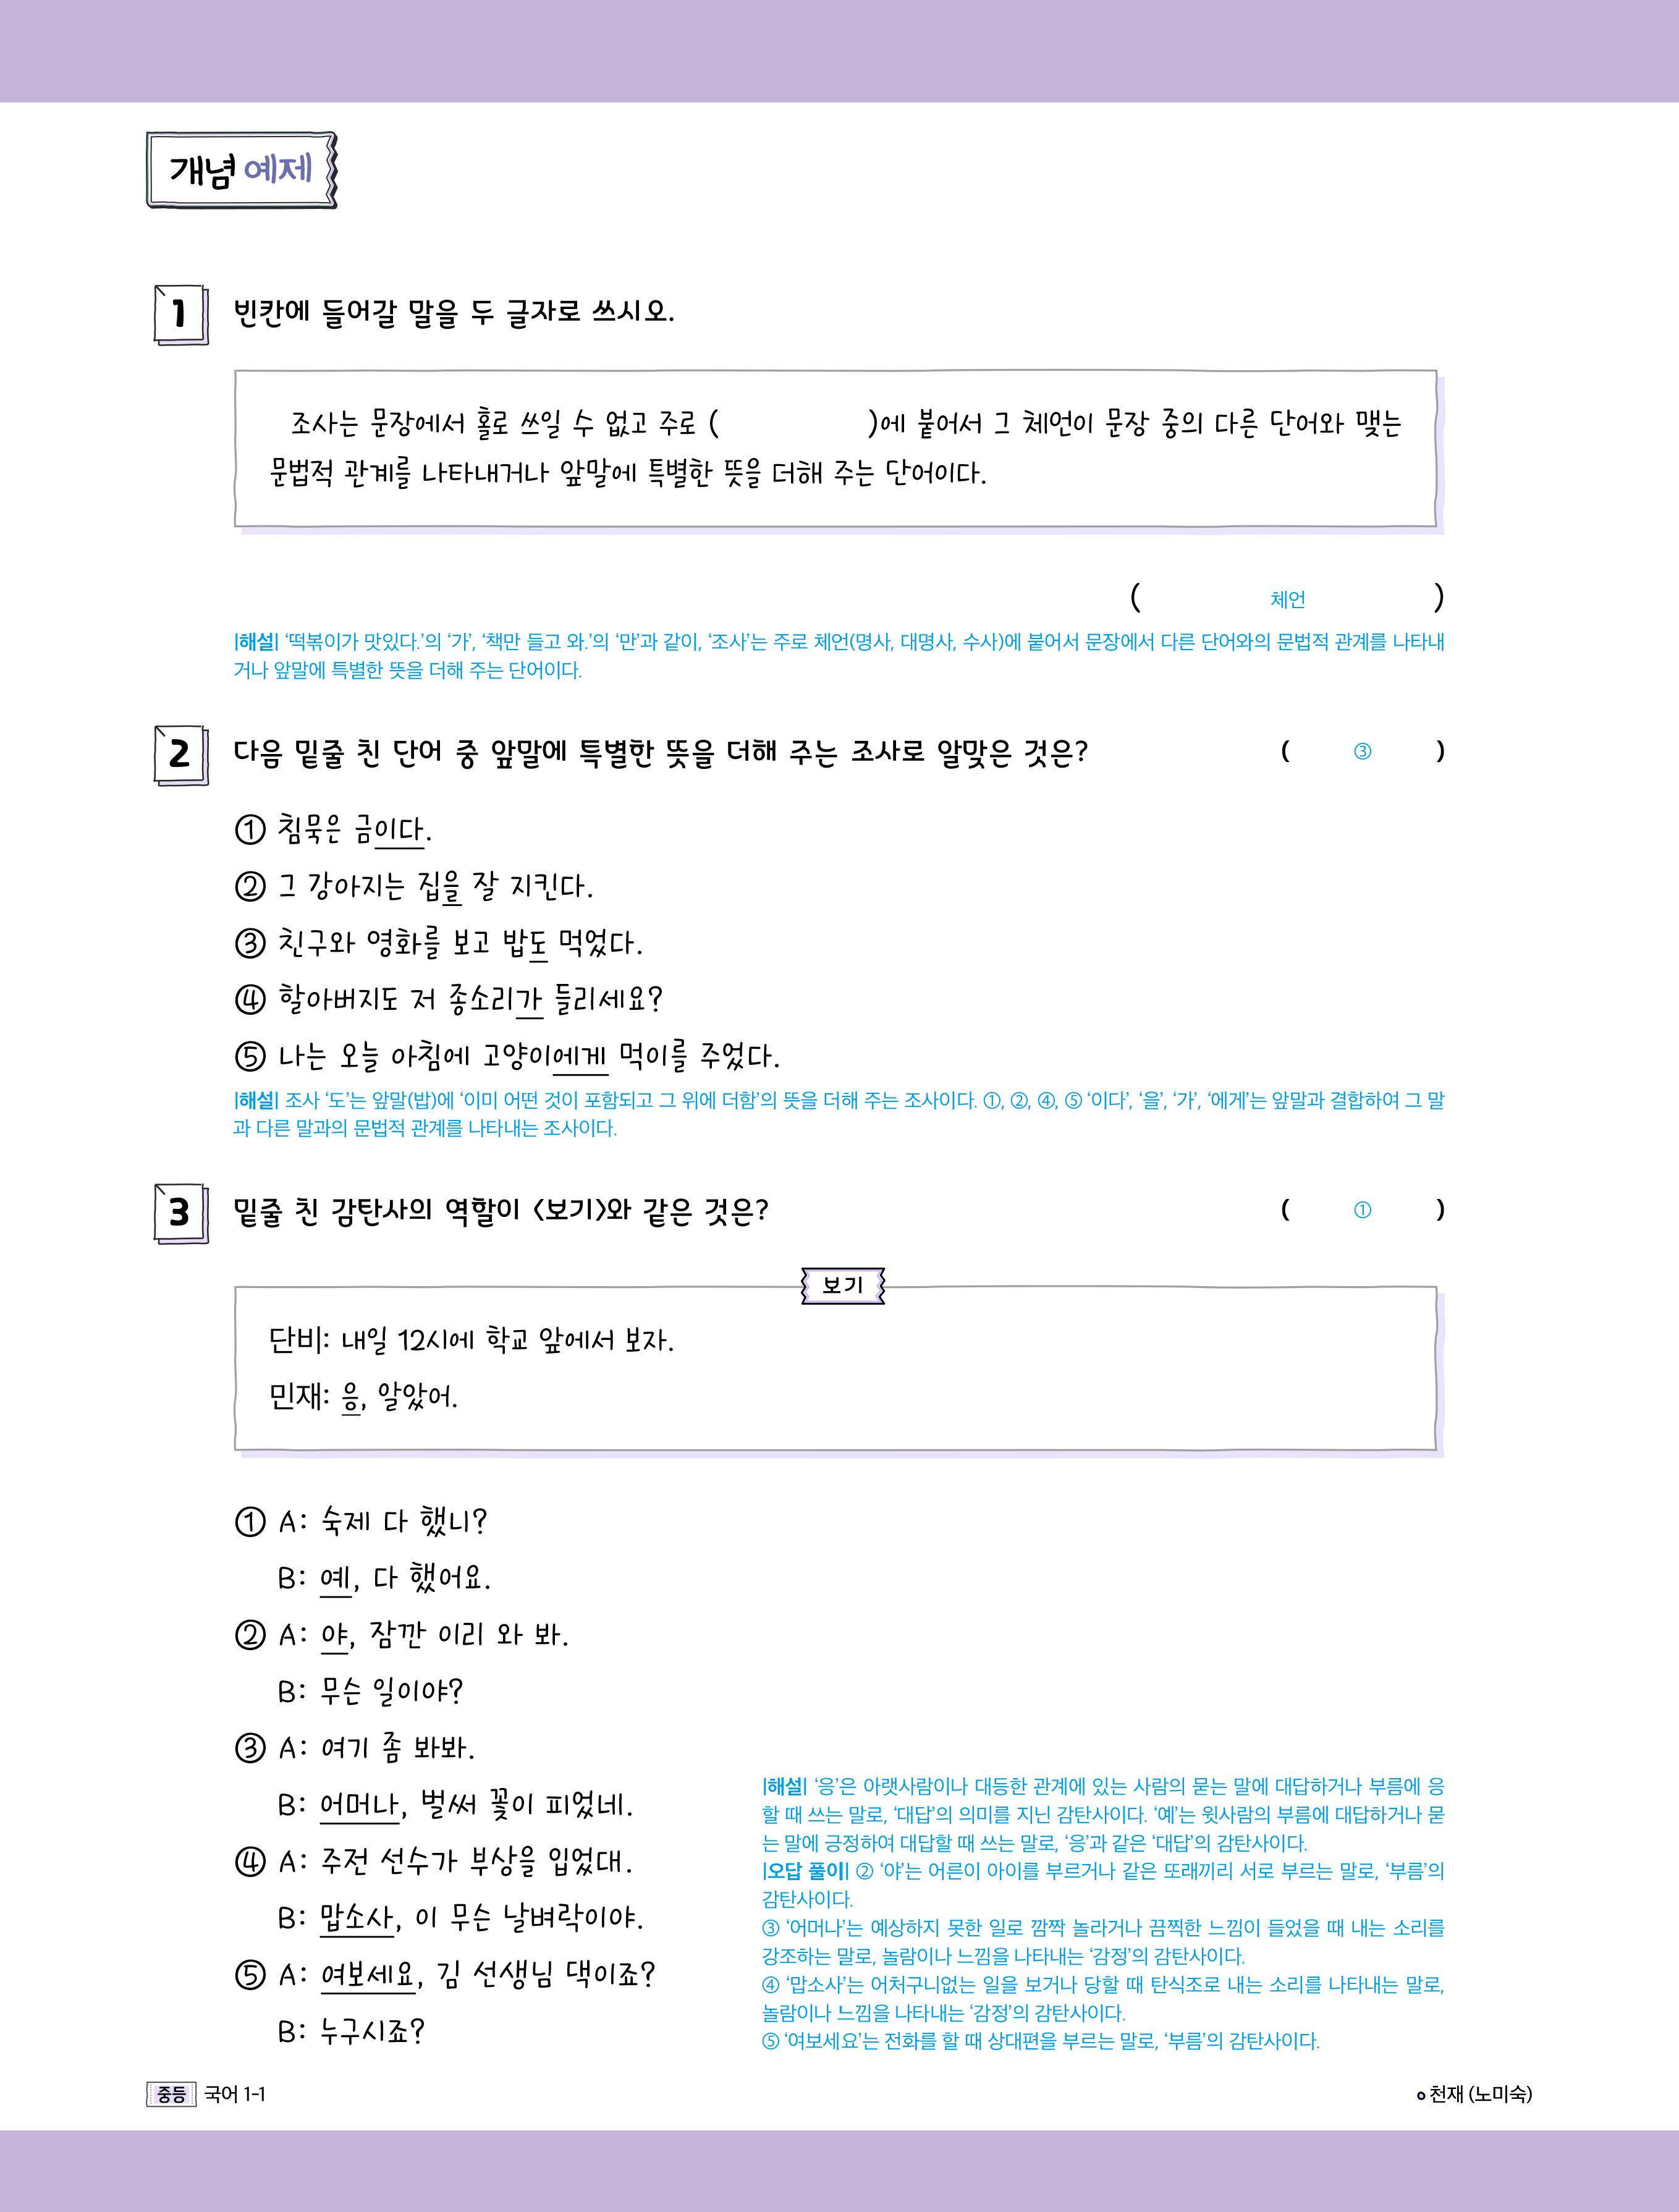 개념 예제
1 빈칸에 들어갈 말을 두 글자로 쓰시오.
조사는 문장에서 홀로 쓰일 수 없고 주로 ( )에 붙어서 그 체언이 문장 중의 다른 단어와 맺는
문법적 관계를 나타내거나 앞말에 특별한 뜻을 더해 주는 단어이다.
( 체언 )
|해설| ‘떡볶이가 맛있다.’의 ‘가’, ‘책만 들고 와.’의 ‘만’과 같이, ‘조사’는 주로 체언(명사, 대명사, 수사)에 붙어서 문장에서 다른 단어와의 문법적 관계를 나타내
거나 앞말에 특별한 뜻을 더해 주는 단어이다.
2 다음 밑줄 친 단어 중 앞말에 특별한 뜻을 더해 주는 조사로 알맞은 것은? ( ③ )
① 침묵은 금이다.
② 그 강아지는 집을 잘 지킨다.
③ 친구와 영화를 보고 밥도 먹었다.
④ 할아버지도 저 종소리가 들리세요?
⑤ 나는 오늘 아침에 고양이에게 먹이를 주었다.
|해설| 조사 ‘도’는 앞말(밥)에 ‘이미 어떤 것이 포함되고 그 위에 더함’의 뜻을 더해 주는 조사이다. ①, ②, ④, ⑤ ‘이다’, ‘을’, ‘가’, ‘에게’는 앞말과 결합하여 그 말
과 다른 말과의 문법적 관계를 나타내는 조사이다.
3 밑줄 친 감탄사의 역할이 <보기>와 같은 것은? ( ① )
보기
단비: 내일 12시에 학교 앞에서 보자.
민재: 응, 알았어.
① A: 숙제 다 했니?
B: 예, 다 했어요.
② A: 야, 잠깐 이리 와 봐.
B: 무슨 일이야?
③ A: 여기 좀 봐봐.
B: 어머나, 벌써 꽃이 피었네.
④ A: 주전 선수가 부상을 입었대.
B: 맙소사, 이 무슨 날벼락이야.
⑤ A: 여보세요, 김 선생님 댁이죠?
B: 누구시죠?
|해설| ‘응’은 아랫사람이나 대등한 관계에 있는 사람의 묻는 말에 대답하거나 부름에 응
할 때 쓰는 말로, ‘대답’의 의미를 지닌 감탄사이다. ‘예’는 윗사람의 부름에 대답하거나 묻
는 말에 긍정하여 대답할 때 쓰는 말로, ‘응’과 같은 ‘대답’의 감탄사이다.
|오답 풀이| ② ‘야’는 어른이 아이를 부르거나 같은 또래끼리 서로 부르는 말로, ‘부름’의
감탄사이다.
③ ‘어머나’는 예상하지 못한 일로 깜짝 놀라거나 끔찍한 느낌이 들었을 때 내는 소리를
강조하는 말로, 놀람이나 느낌을 나타내는 ‘감정’의 감탄사이다.
④ ‘맙소사’는 어처구니없는 일을 보거나 당할 때 탄식조로 내는 소리를 나타내는 말로,
놀람이나 느낌을 나타내는 ‘감정’의 감탄사이다.
⑤ ‘여보세요’는 전화를 할 때 상대편을 부르는 말로, ‘부름’의 감탄사이다.
중등 국어 1-1
천재 (노미숙)